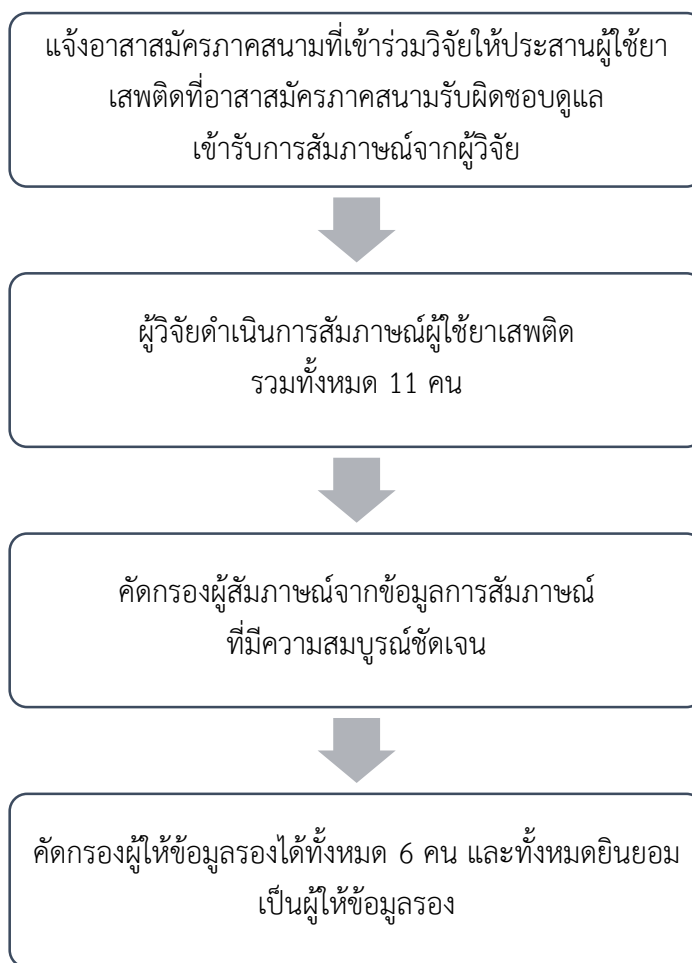 แจ้งอาสาสมัครภาคสนามที่เข้าร่วมวิจัยให้ประสานผู้ใช้ยา
เสพติดที่อาสาสมัครภาคสนามรับผิดชอบดูแล
เข้ารับการสัมภาษณ์จากผู้วิจัย
ผู้วิจัยดำเนินการสัมภาษณ์ผู้ใช้ยาเสพติด
รวมทั้งหมด 11 คน
คัดกรองผู้สัมภาษณ์จากข้อมูลการสัมภาษณ์
ที่มีความสมบูรณ์ชัดเจน
คัดกรองผู้ให้ข้อมูลรองได้ทั้งหมด 6 คน และทั้งหมดยินยอม
เป็นผู้ให้ข้อมูลรอง